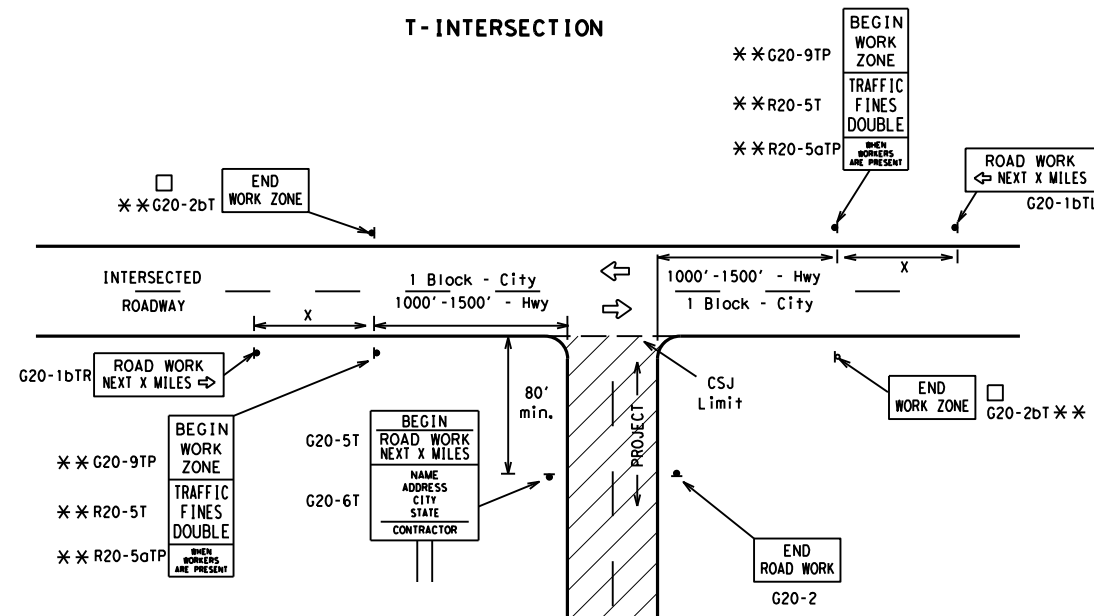 T-INTERSECTION
BEGIN
WORK
ZONE
TRAFFIC
FINES
DOUBLE
WHEN
WORKERS
ARE PRESENT
**G20-9TP
**R20-5T
**R20-5aTP
ROAD WORK
⇦ NEXT X MILES
G20-1bTL
□
**G20-2bT
END
WORK ZONE
INTERSECTED
ROADWAY
1 Block - City
1000'-1500' - Hwy
X
1000'-1500' - Hwy
1 Block - City
X
G20-1bTR
ROAD WORK
NEXT X MILES ⇨
80'
min.
CSJ
Limit
PROJECT
END
WORK ZONE
□
G20-2bT **
**G20-9TP
**R20-5T
**R20-5aTP
BEGIN
WORK
ZONE
TRAFFIC
FINES
DOUBLE
WHEN
WORKERS
ARE PRESENT
G20-5T
G20-6T
BEGIN
ROAD WORK
NEXT X MILES
NAME
ADDRESS
CITY
STATE
CONTRACTOR
END
ROAD WORK
G20-2